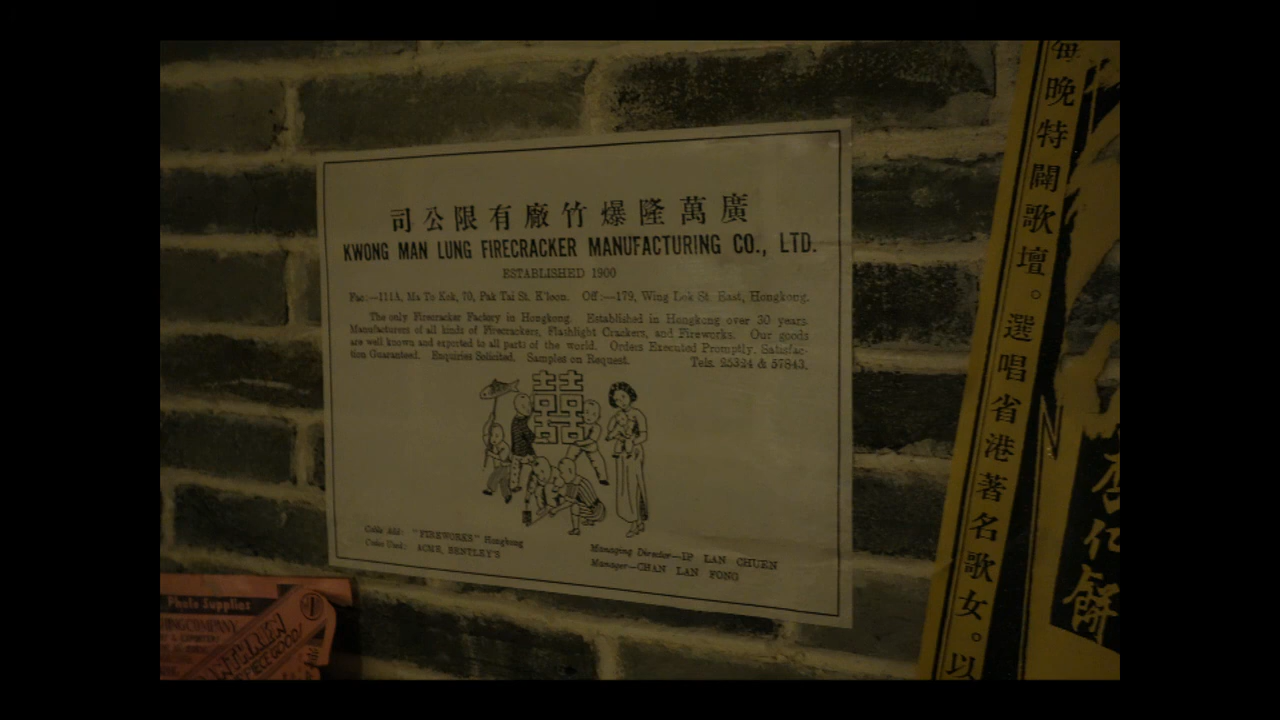 司公限有廠竹爆隆萬廣
KWONG MAN LUNG FIRECRACKER MANUFACTURING CO., LTD.
ESTABLISHED 1900
Fac:—111A, Ma To Kok, 70, Pak Tai St. K'loon. Off:—179, Wing Lok St. East, Hongkong.
The only Firecracker Factory in Hongkong. Established in Hongkong over 30 years.
Manufacturers of all kinds of Firecrackers, Flashlight Crackers, and Fireworks. Our goods
are well known and exported to all parts of the world. Orders Executed Promptly. Satisfac-
tion Guaranteed. Enquiries Solicited. Samples on Request. Tels. 25324 & 57843.
囍
Cable Add: "FIREWORKS" Hongkong
Codes Used: ACME, BENTLEY'S
Managing Director—IP LAN CHUEN
Manager—CHAN LAN FONG
每晚特闢歌壇。選唱省港著名歌女。以
杏仁餅
Photo Supplies